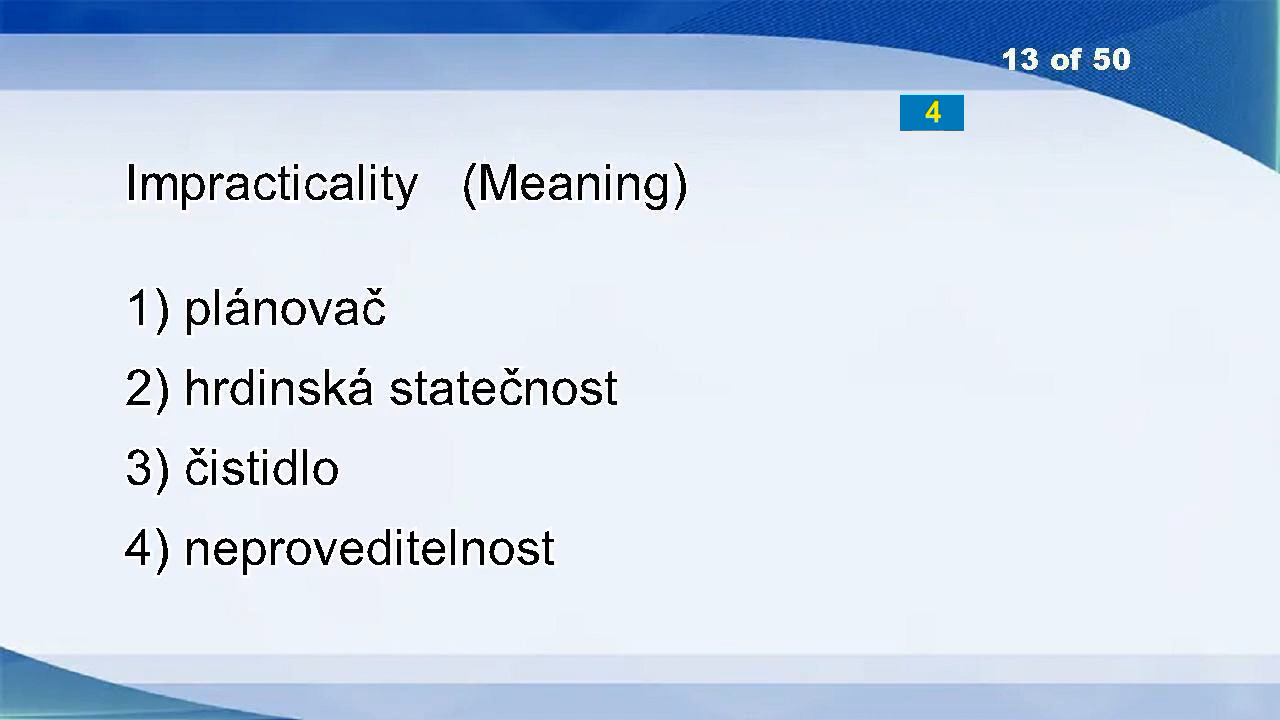 13 of 50
4
Impracticality (Meaning)
1) plánovač
2) hrdinská statečnost
3) čistidlo
4) neproveditelnost